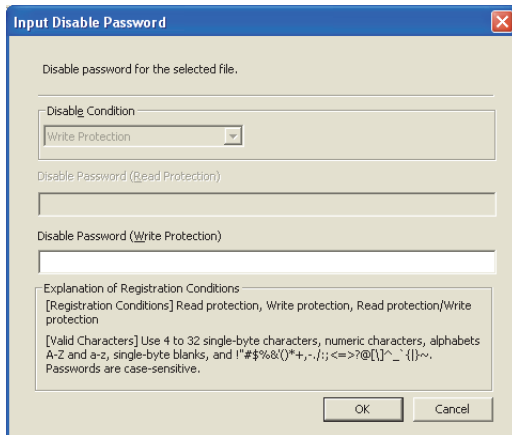 Input Disable Password
Disable password for the selected file.
Disable Condition
Write Protection
Disable Password (Read Protection)
Disable Password (Write Protection)
Explanation of Registration Conditions
[Registration Conditions] Read protection, Write protection, Read protection/Write
protection
[Valid Characters] Use 4 to 32 single-byte characters, numeric characters, alphabets
A-Z and a-z, single-byte blanks, and !"#$%&'()*+,-./:;<=>?@[\]^_`{|}~.
Passwords are case-sensitive.
OK Cancel